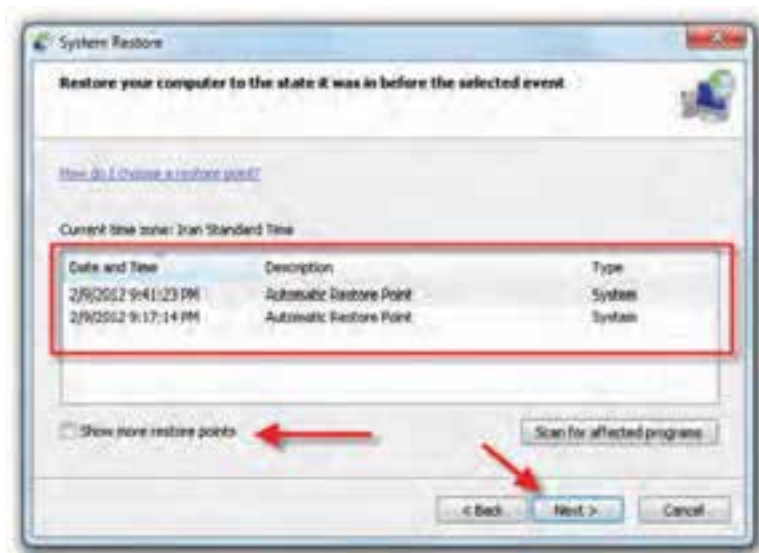 System Restore
Restore your computer to the state it was in before the selected event
How do I choose a restore point?
Current time zone: Iran Standard Time
Date and Time Description Type
2/9/2012 9:41:23 PM Automatic Restore Point System
2/9/2012 9:17:14 PM Automatic Restore Point System
Show more restore points
Scan for affected programs
< Back Next > Cancel